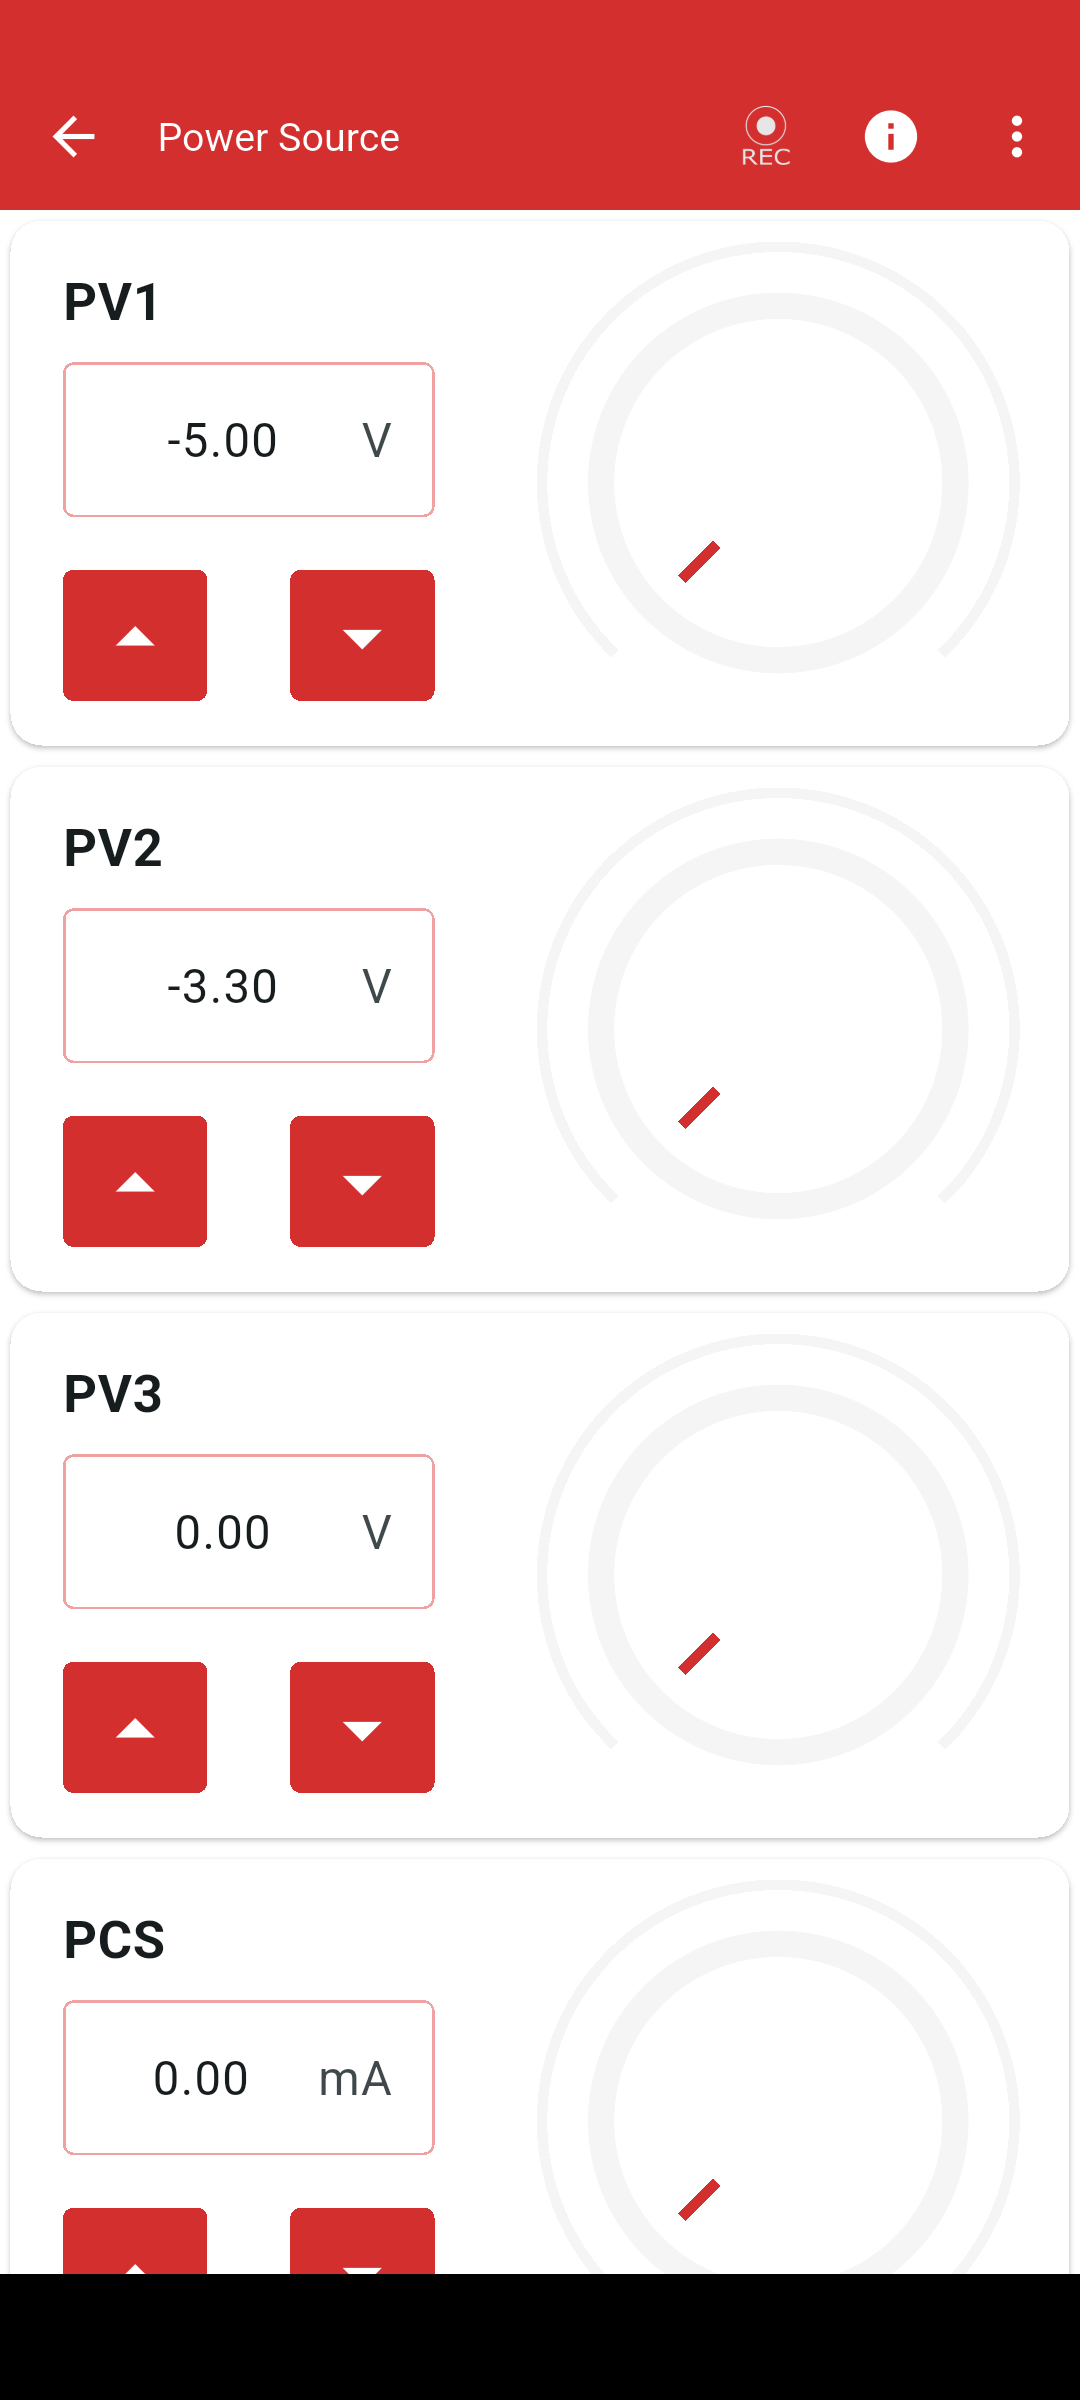 Power Source
REC
PV1
-5.00 V
PV2
-3.30 V
PV3
0.00 V
PCS
0.00 mA